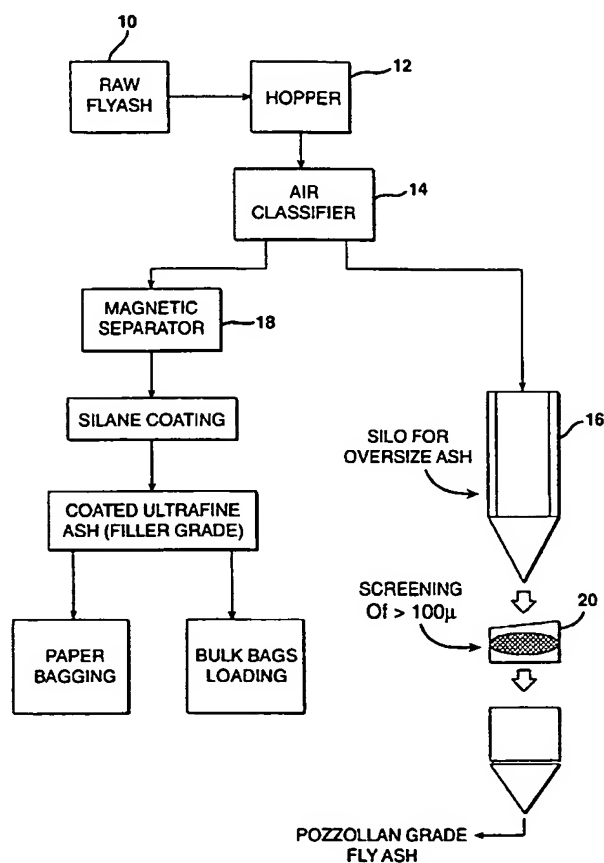 10
RAW
FLYASH
12
HOPPER
AIR
CLASSIFIER
14
MAGNETIC
SEPARATOR
18
SILANE COATING
COATED ULTRAFINE
ASH (FILLER GRADE)
PAPER
BAGGING
BULK BAGS
LOADING
16
SILO FOR
OVERSIZE ASH
SCREENING
Of > 100μ
20
POZZOLLAN GRADE
FLY ASH